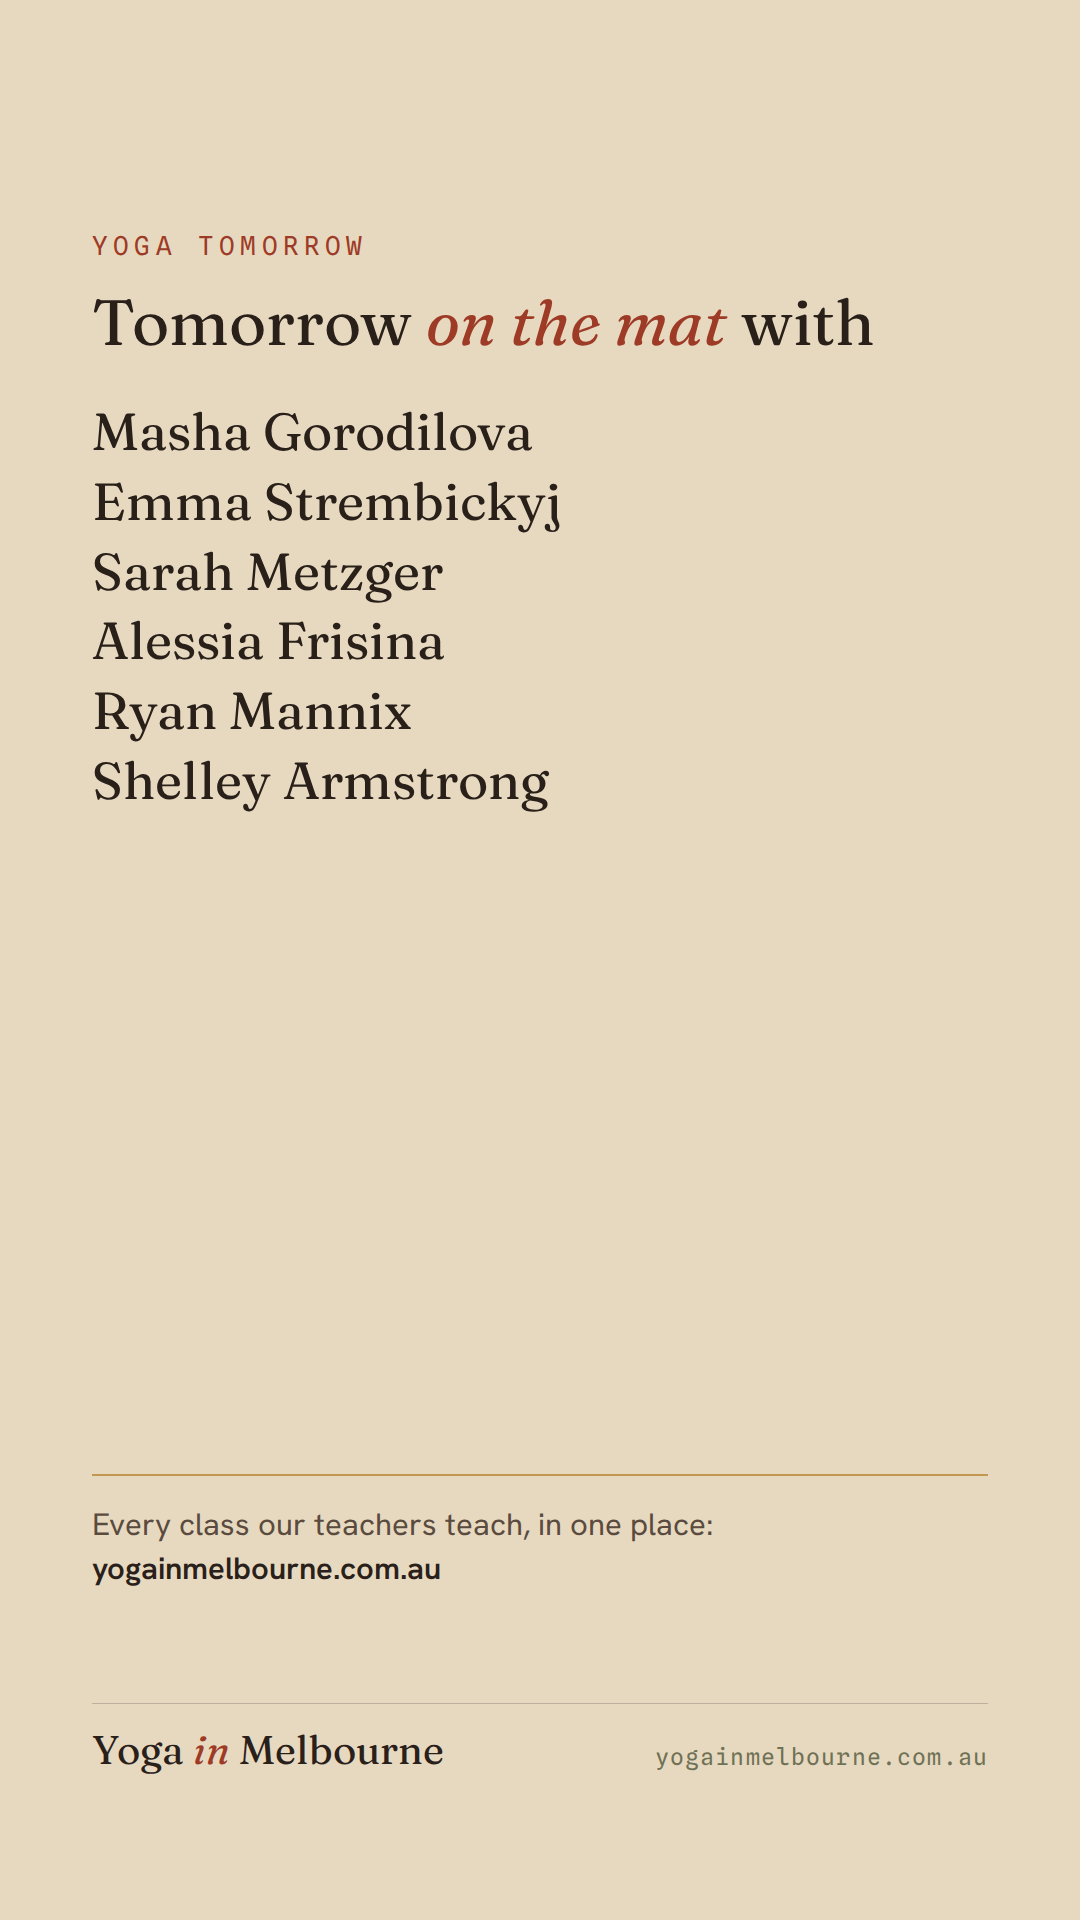 YOGA TOMORROW
Tomorrow on the mat with
Masha Gorodilova
Emma Strembickyj
Sarah Metzger
Alessia Frisina
Ryan Mannix
Shelley Armstrong
Every class our teachers teach, in one place:
yogainmelbourne.com.au
Yoga in Melbourne
yogainmelbourne.com.au